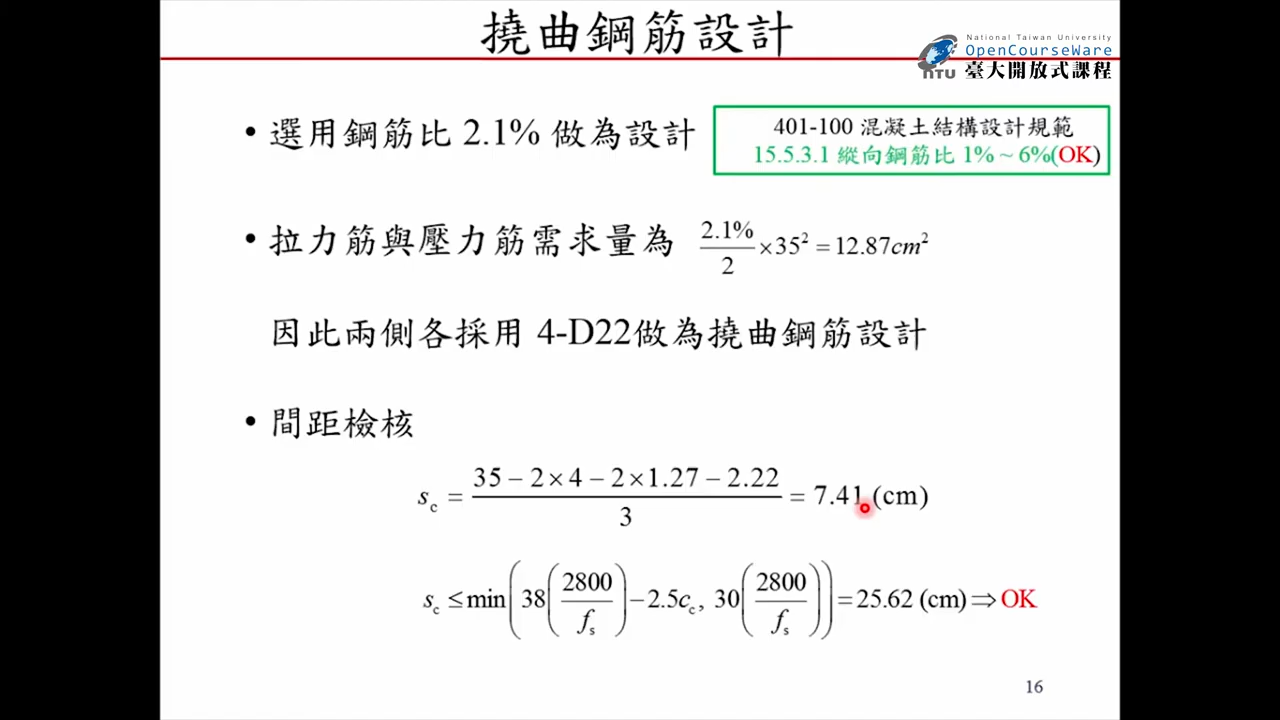 撓曲鋼筋設計
National Taiwan University
OpenCourseWare
NTU 臺大開放式課程
• 選用鋼筋比 2.1% 做為設計
401-100 混凝土結構設計規範
15.5.3.1 縱向鋼筋比 1% ~ 6%(OK)
• 拉力筋與壓力筋需求量為 2.1%/2 ×35² = 12.87cm²
因此兩側各採用 4-D22做為撓曲鋼筋設計
• 間距檢核
s_c = (35 − 2×4 − 2×1.27 − 2.22)/3 = 7.41 (cm)
s_c ≤ min(38(2800/f_s) − 2.5c_c, 30(2800/f_s)) = 25.62 (cm) ⇒ OK
16